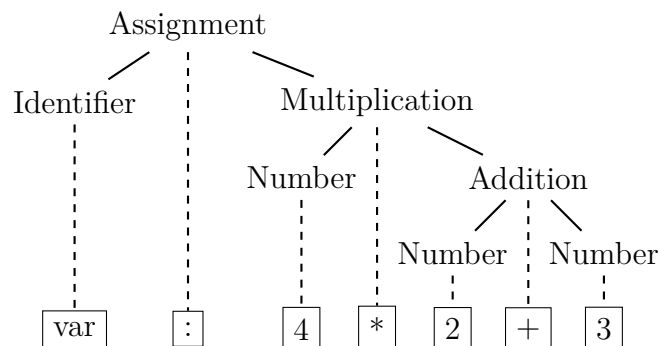 Assignment
Identifier Multiplication
Number Addition
Number Number
var : 4 * 2 + 3